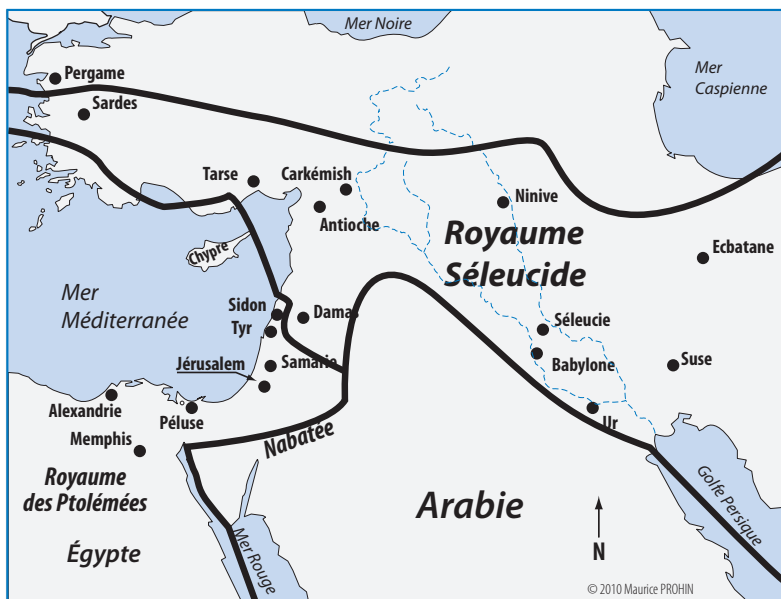 Mer Noire
Mer
Caspienne
Pergame
Sardes
Tarse
Carkémish
Antioche
Ninive
Royaume
Séleucide
Ecbatane
Chypre
Mer
Méditerranée
Sidon
Tyr
Damas
Séleucie
Babylone
Suse
Jérusalem
Samarie
Alexandrie
Péluse
Ur
Memphis
Nabatée
Royaume
des Ptolémées
Arabie
Golfe Persique
Égypte
Mer Rouge
N
© 2010 Maurice PROHIN